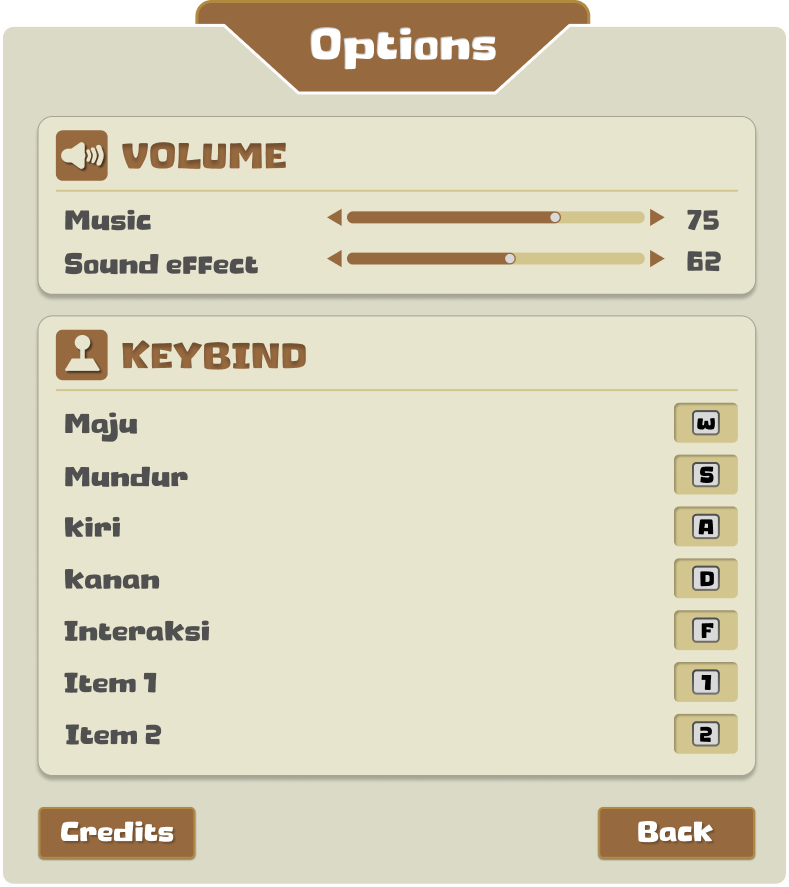 Options
VOLUME
Music 75
Sound effect 62
KEYBIND
Maju W
Mundur S
kiri A
kanan D
Interaksi F
Item 1 1
Item 2 2
Credits Back